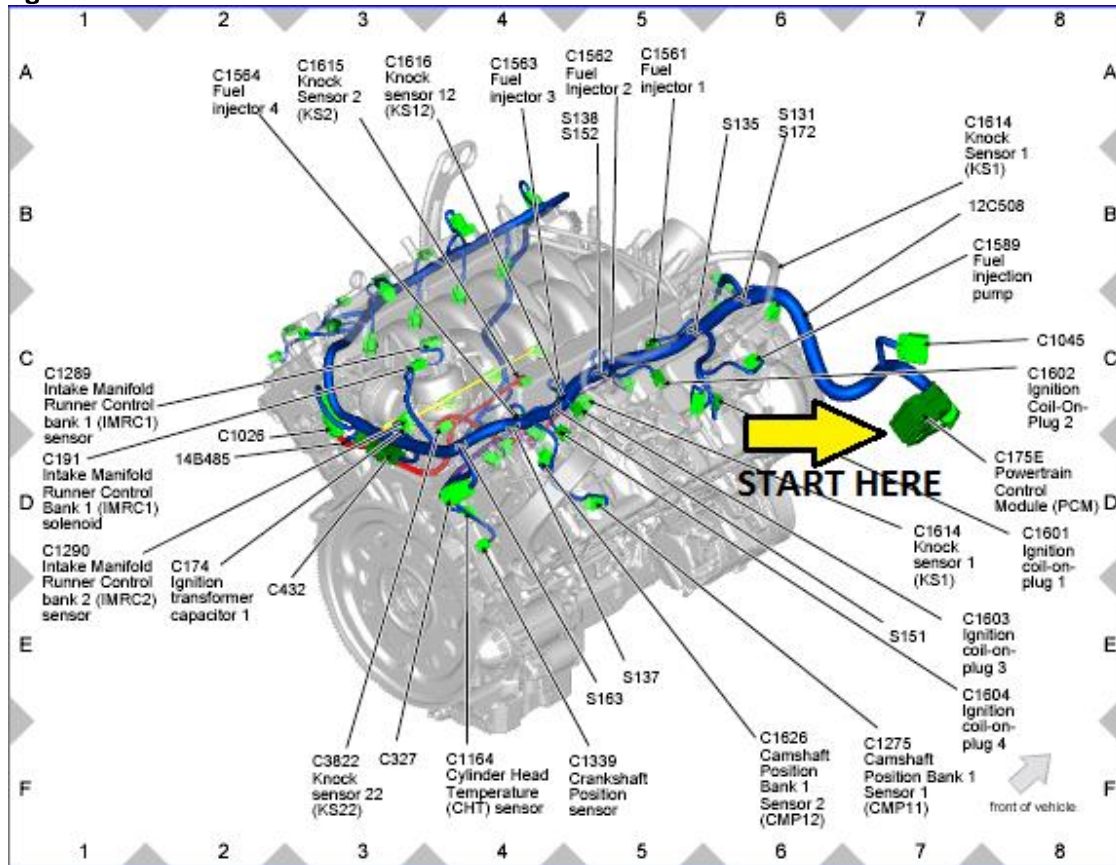 1 2 3 4 5 6 7 8
A A
C1564
Fuel
injector 4
C1615
Knock
Sensor 2
(KS2)
C1616
Knock
sensor 12
(KS12)
C1563
Fuel
injector 3
C1562
Fuel
Injector 2
C1561
Fuel
injector 1
S138
S152
S135
S131
S172
C1614
Knock
Sensor 1
(KS1)
B B
12C508
C1589
Fuel
injection
pump
C C
C1045
C1289
Intake Manifold
Runner Control
bank 1 (IMRC1)
sensor
C1026
14B485
C191
Intake Manifold
Runner Control
Bank 1 (IMRC1)
solenoid
C1602
Ignition
Coil-On-
Plug 2
START HERE
C175E
Powertrain
Control
Module (PCM)
D D
C1290
Intake Manifold
Runner Control
bank 2 (IMRC2)
sensor
C174
Ignition
transformer
capacitor 1
C432
C1614
Knock
sensor 1
(KS1)
C1601
Ignition
coil-on-
plug 1
E E
S137
S163
S151
C1603
Ignition
coil-on-
plug 3
C1604
Ignition
coil-on-
plug 4
C3822
Knock
sensor 22
(KS22)
C327
C1164
Cylinder Head
Temperature
(CHT) sensor
C1339
Crankshaft
Position
sensor
C1626
Camshaft
Position
Bank 1
Sensor 2
(CMP12)
C1275
Camshaft
Position Bank 1
Sensor 1
(CMP11)
front of vehicle
F F
1 2 3 4 5 6 7 8